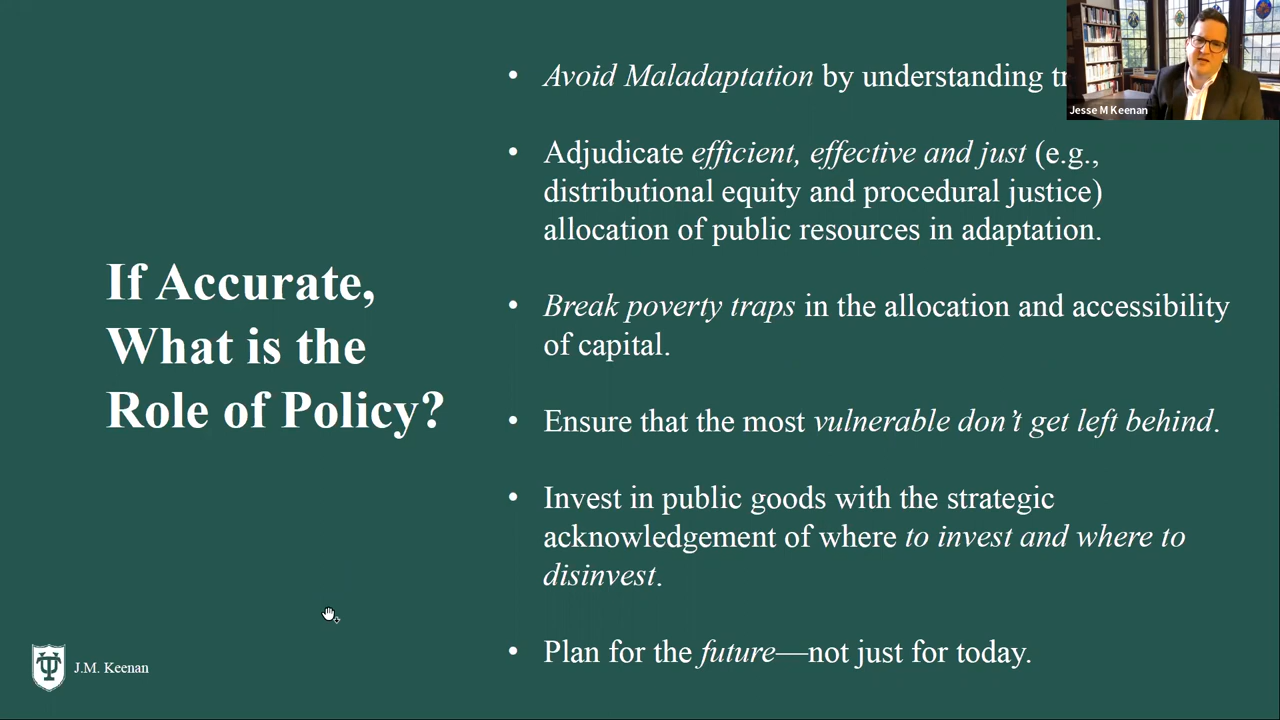 If Accurate,
What is the
Role of Policy?
• Avoid Maladaptation by understanding
• Adjudicate efficient, effective and just (e.g.,
distributional equity and procedural justice)
allocation of public resources in adaptation.
• Break poverty traps in the allocation and accessibility
of capital.
• Ensure that the most vulnerable don’t get left behind.
• Invest in public goods with the strategic
acknowledgement of where to invest and where to
disinvest.
• Plan for the future—not just for today.
J.M. Keenan
Jesse M Keenan